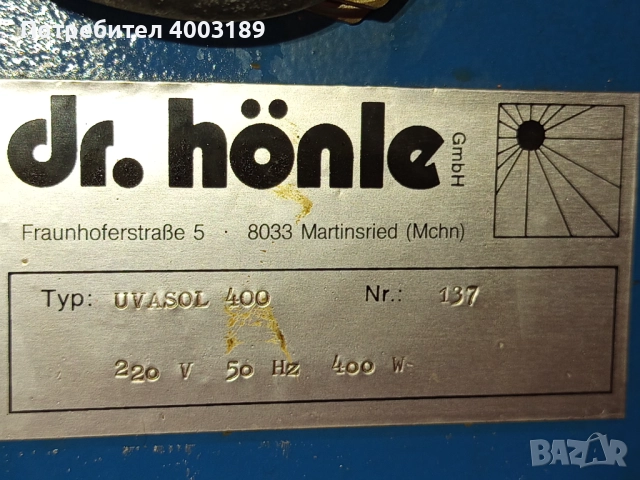 Потребител 4003189
dr. hönle GmbH
Fraunhoferstraße 5 · 8033 Martinsried (Mchn)
Typ: UVASOL 400 Nr.: 137
220 V 50 Hz 400 W
BAZAR